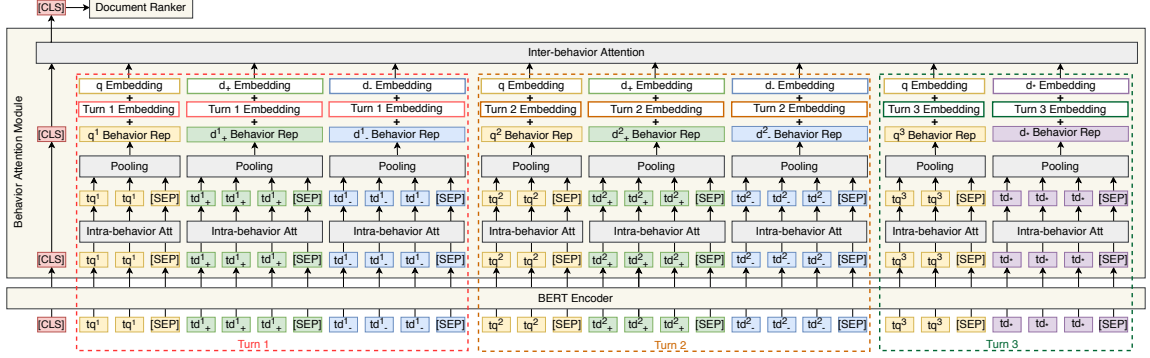 [CLS] Document Ranker
Inter-behavior Attention
q Embedding d₊ Embedding d₋ Embedding q Embedding d₊ Embedding d₋ Embedding q Embedding d* Embedding
+ + + + + + + +
Turn 1 Embedding Turn 1 Embedding Turn 1 Embedding Turn 2 Embedding Turn 2 Embedding Turn 2 Embedding Turn 3 Embedding Turn 3 Embedding
[CLS] q¹ Behavior Rep d¹₊ Behavior Rep d¹₋ Behavior Rep q² Behavior Rep d²₊ Behavior Rep d²₋ Behavior Rep q³ Behavior Rep d* Behavior Rep
Behavior Attention Module
Pooling Pooling Pooling Pooling Pooling Pooling Pooling Pooling
tq¹ tq¹ [SEP] td¹₊ td¹₊ td¹₊ [SEP] td¹₋ td¹₋ td¹₋ [SEP] tq² tq² [SEP] td²₊ td²₊ td²₊ [SEP] td²₋ td²₋ td²₋ [SEP] tq³ tq³ [SEP] td* td* td* [SEP]
Intra-behavior Att Intra-behavior Att Intra-behavior Att Intra-behavior Att Intra-behavior Att Intra-behavior Att Intra-behavior Att Intra-behavior Att
[CLS] tq¹ tq¹ [SEP] td¹₊ td¹₊ td¹₊ [SEP] td¹₋ td¹₋ td¹₋ [SEP] tq² tq² [SEP] td²₊ td²₊ td²₊ [SEP] td²₋ td²₋ td²₋ [SEP] tq³ tq³ [SEP] td* td* td* [SEP]
BERT Encoder
[CLS] tq¹ tq¹ [SEP] td¹₊ td¹₊ td¹₊ [SEP] td¹₋ td¹₋ td¹₋ [SEP] tq² tq² [SEP] td²₊ td²₊ td²₊ [SEP] td²₋ td²₋ td²₋ [SEP] tq³ tq³ [SEP] td* td* td* [SEP]
Turn 1 Turn 2 Turn 3